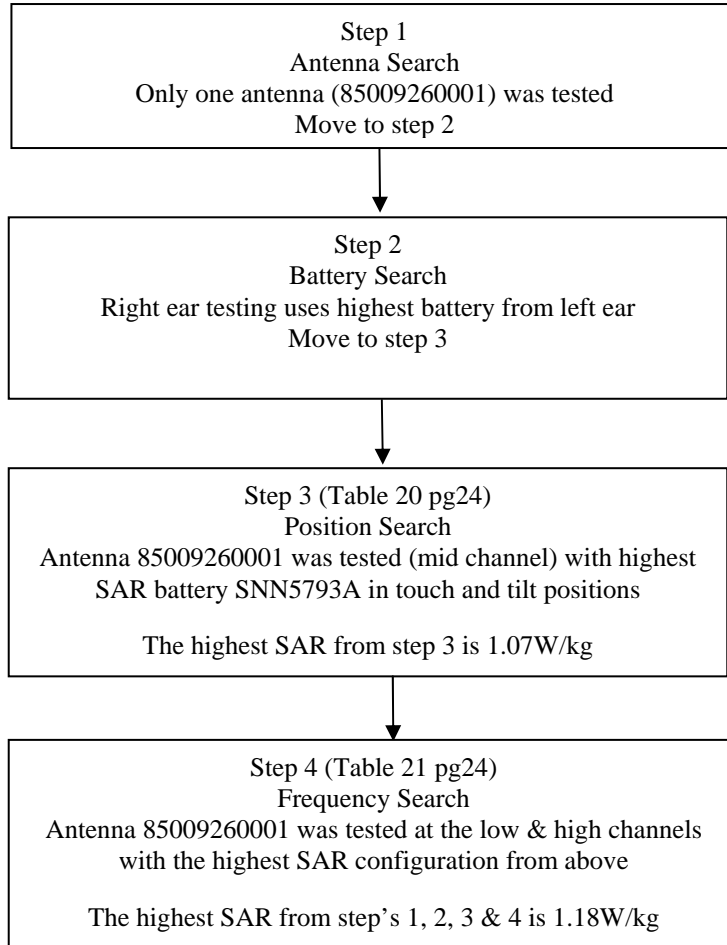 Step 1
Antenna Search
Only one antenna (85009260001) was tested
Move to step 2
Step 2
Battery Search
Right ear testing uses highest battery from left ear
Move to step 3
Step 3 (Table 20 pg24)
Position Search
Antenna 85009260001 was tested (mid channel) with highest
SAR battery SNN5793A in touch and tilt positions
The highest SAR from step 3 is 1.07W/kg
Step 4 (Table 21 pg24)
Frequency Search
Antenna 85009260001 was tested at the low & high channels
with the highest SAR configuration from above
The highest SAR from step’s 1, 2, 3 & 4 is 1.18W/kg